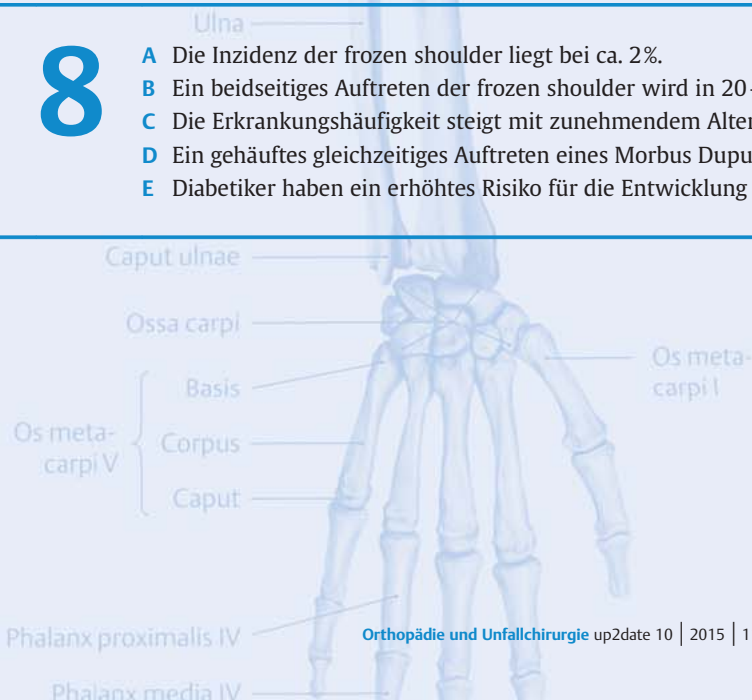 Ulna
8
A Die Inzidenz der frozen shoulder liegt bei ca. 2%.
B Ein beidseitiges Auftreten der frozen shoulder wird in 20-
C Die Erkrankungshäufigkeit steigt mit zunehmendem Alter
D Ein gehäuftes gleichzeitiges Auftreten eines Morbus Dupu
E Diabetiker haben ein erhöhtes Risiko für die Entwicklung
Caput ulnae
Ossa carpi
Os meta-
carpi I
Basis
Os meta-
carpi V
Corpus
Caput
Phalanx proximalis IV
Orthopädie und Unfallchirurgie up2date 10 | 2015 | 1
Phalanx media IV